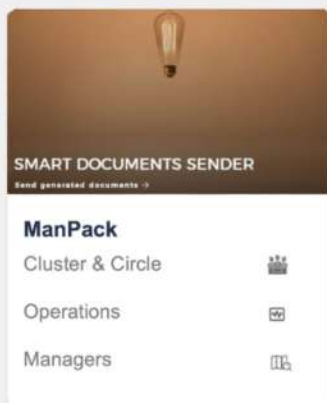 SMART DOCUMENTS SENDER
Send generated documents →
ManPack
Cluster & Circle
Operations
Managers